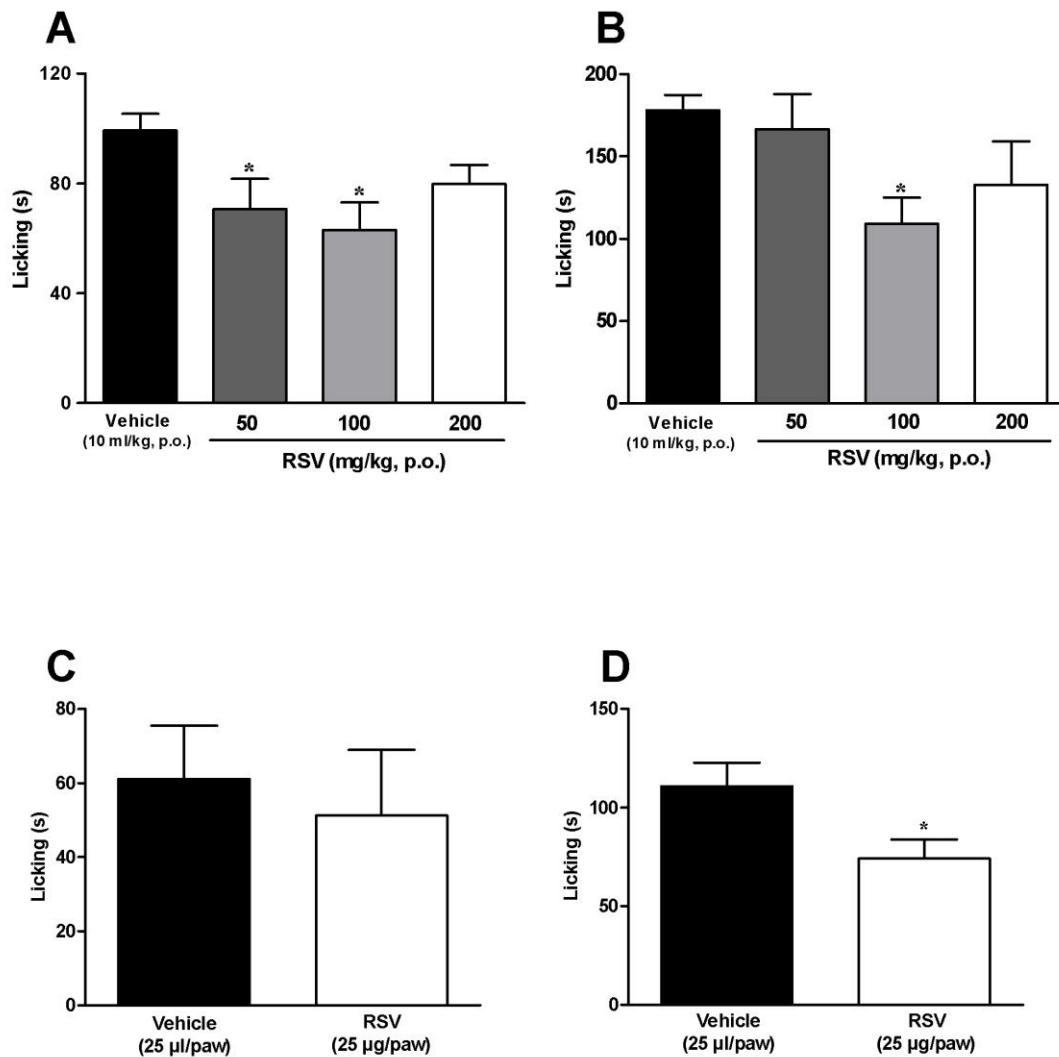 A
120
80
40
0
Licking (s)
*
*
Vehicle
(10 ml/kg, p.o.)
50
100
200
RSV (mg/kg, p.o.)
B
200
150
100
50
0
Licking (s)
*
Vehicle
(10 ml/kg, p.o.)
50
100
200
RSV (mg/kg, p.o.)
C
80
60
40
20
0
Licking (s)
Vehicle
(25 µl/paw)
RSV
(25 µg/paw)
D
150
100
50
0
Licking (s)
*
Vehicle
(25 µl/paw)
RSV
(25 µg/paw)